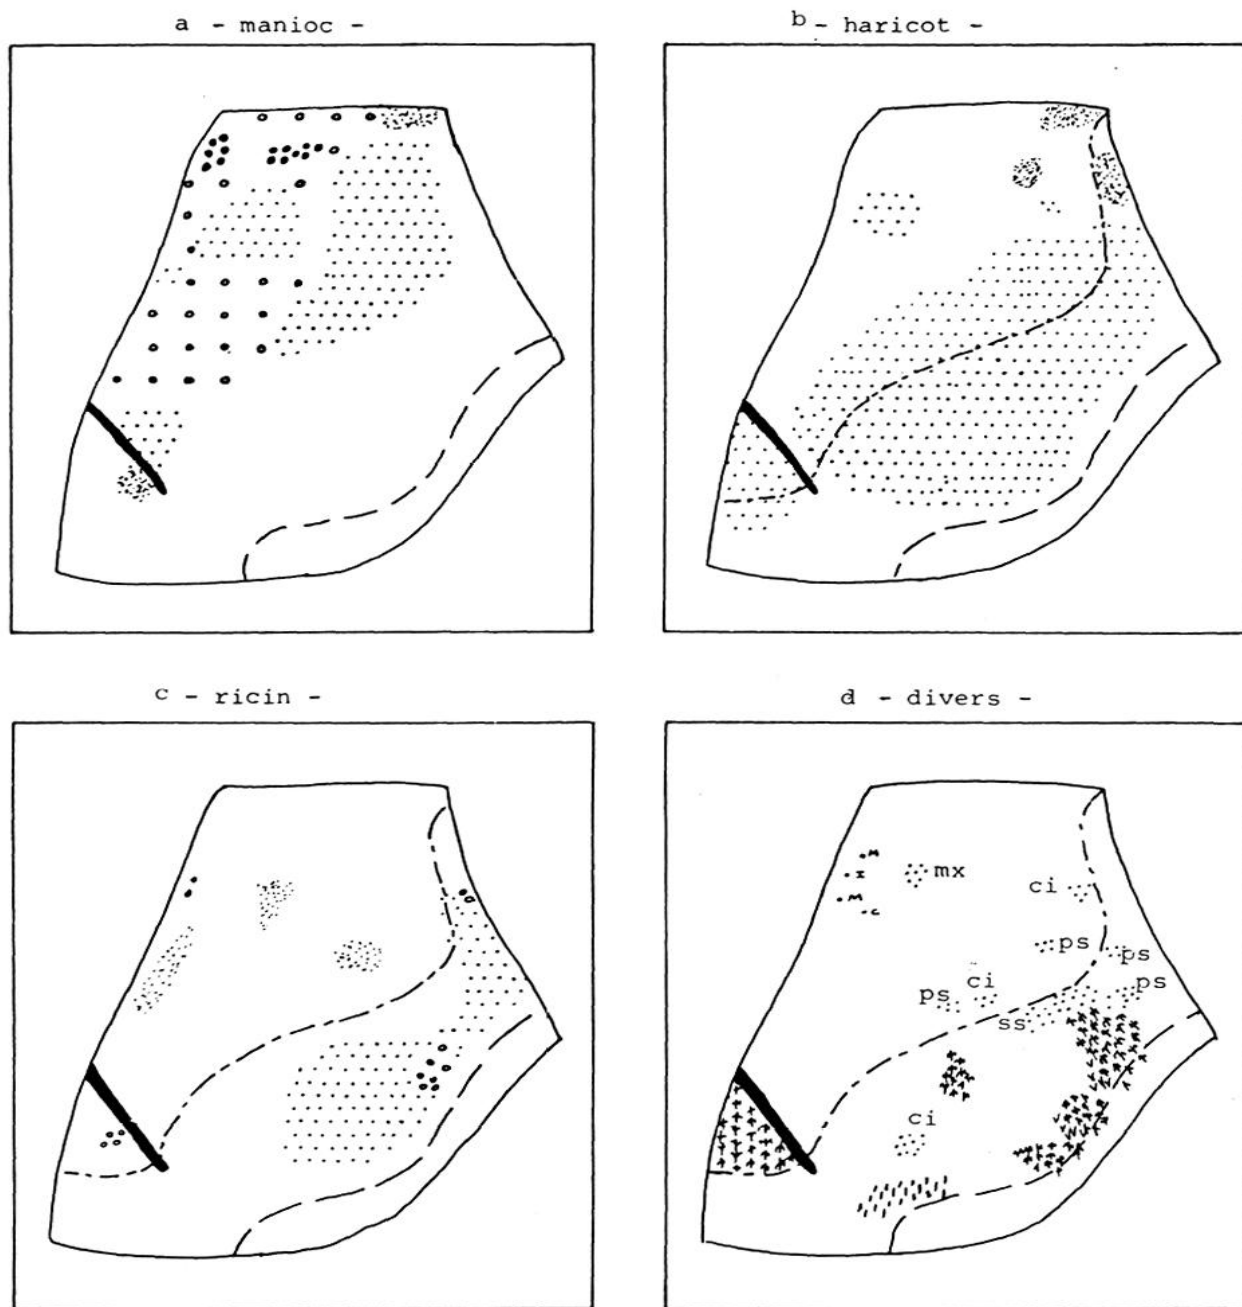 a - manioc -
b - haricot -
c - ricin -
d - divers -
M
I
M
C
mx
ci
ps
ps
ci
ps
ps
ss
ci